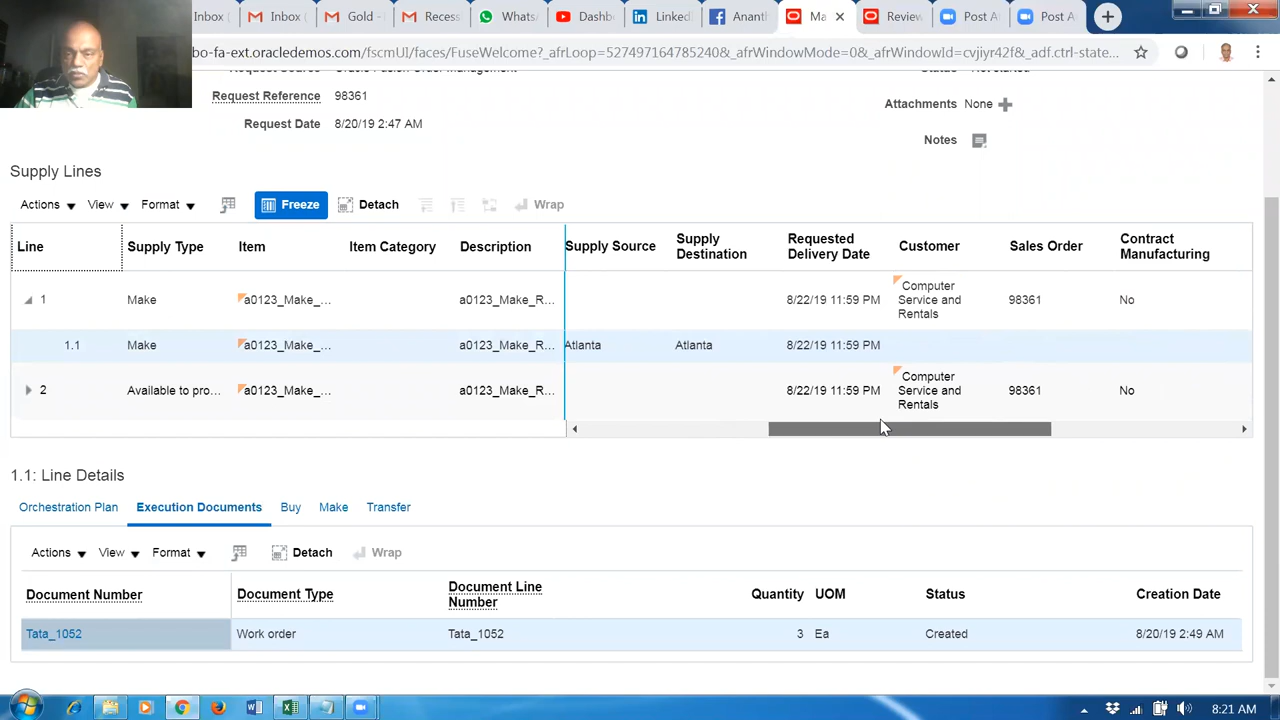 Inbox
Inbox
Gold -
Recess
Whats
Dashb
LinkedI
Ananth
Ma
Review
Post A
Post A
bo-fa-ext.oracledemos.com/fscmUI/faces/FuseWelcome?_afrLoop=527497164785240&_afrWindowMode=0&_afrWindowId=cvjiyr42f&_adf.ctrl-state...
Request Reference 98361
Request Date 8/20/19 2:47 AM
Attachments None
Notes
Supply Lines
Actions View Format Freeze Detach Wrap
Line Supply Type Item Item Category Description Supply Source Supply Destination Requested Delivery Date Customer Sales Order Contract Manufacturing
1 Make a0123_Make_... a0123_Make_R... 8/22/19 11:59 PM Computer Service and Rentals 98361 No
1.1 Make a0123_Make_... a0123_Make_R... Atlanta Atlanta 8/22/19 11:59 PM
2 Available to pro... a0123_Make_... a0123_Make_R... 8/22/19 11:59 PM Computer Service and Rentals 98361 No
1.1: Line Details
Orchestration Plan Execution Documents Buy Make Transfer
Actions View Format Detach Wrap
Document Number Document Type Document Line Number Quantity UOM Status Creation Date
Tata_1052 Work order Tata_1052 3 Ea Created 8/20/19 2:49 AM
8:21 AM